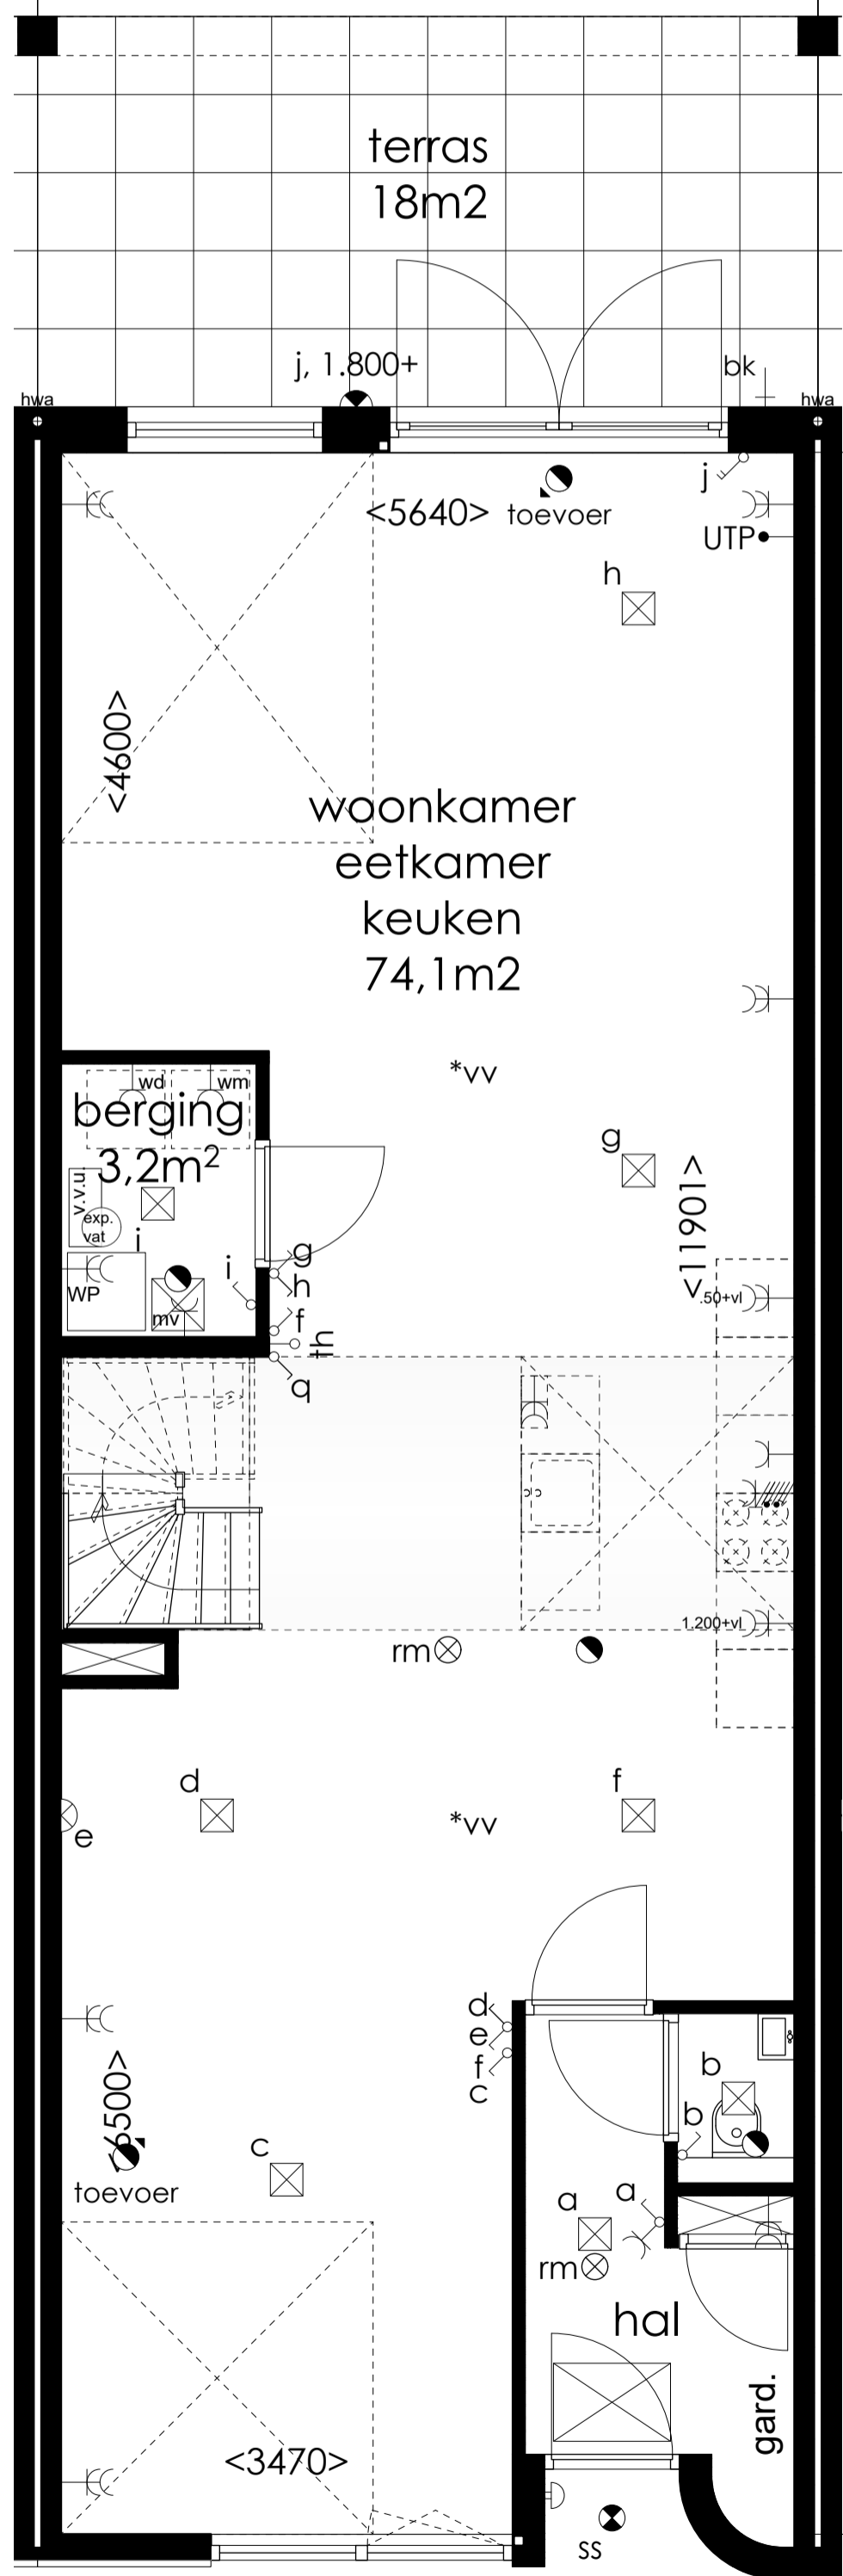 terras
18m2
j, 1.800+
bk
hwa
hwa
j
<5640>
toevoer
UTP
h
<4600>
woonkamer
eetkamer
keuken
74,1m2
*vv
wd
wm
berging
3,2m²
g
v.v.u.
exp.
vat
i
<11901>
g
i
h
WP
.50+vl
mv
f
th
q
1.200+vl
rm
d
f
e
*vv
d
e
f
c
b
b
<6500>
c
toevoer
a
a
rm
hal
gard.
<3470>
ss